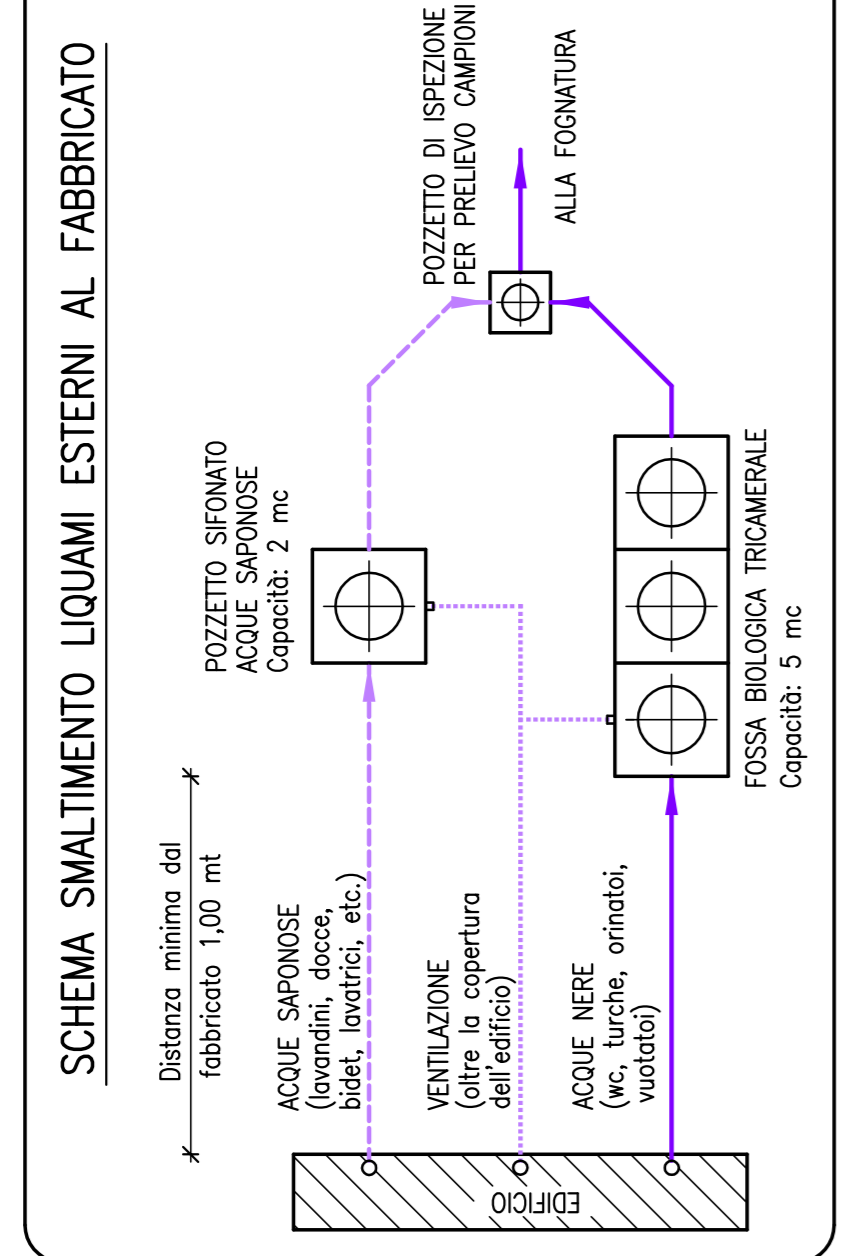 SCHEMA SMALTIMENTO LIQUAMI ESTERNI AL FABBRICATO
Distanza minima dal
fabbricato 1,00 mt
POZZETTO SIFONATO
ACQUE SAPONOSE
Capacità: 2 mc
POZZETTO DI ISPEZIONE
PER PRELIEVO CAMPIONI
ACQUE SAPONOSE
(lavandini, docce,
bidet, lavatrici, etc.)
VENTILAZIONE
(oltre la copertura
dell'edificio)
ALLA FOGNATURA
ACQUE NERE
(wc, turche, orinatoi,
vuotatoi)
FOSSA BIOLOGICA TRICAMERALE
Capacità: 5 mc
EDIFICIO